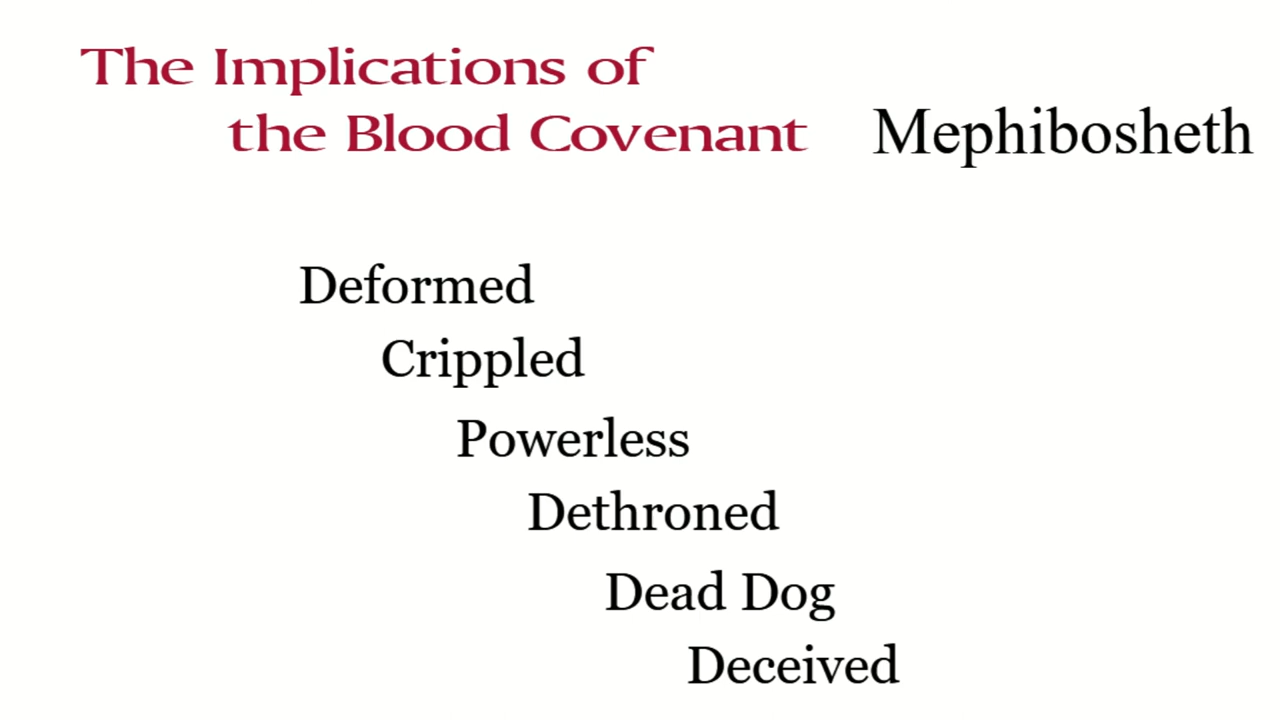 The Implications of
the Blood Covenant
Mephibosheth
Deformed
Crippled
Powerless
Dethroned
Dead Dog
Deceived